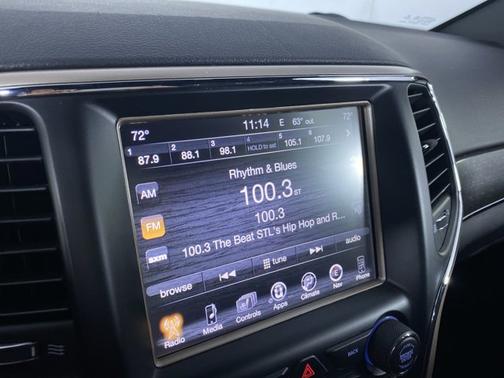 72° 11:14 E 63° out 72°
1 87.9 2 88.1 3 98.1 4 HOLD to set 5 105.1 6 107.9
Rhythm & Blues
AM
100.3 ST
FM
100.3
100.3 The Beat STL's Hip Hop and R...
sxm
browse tune audio
Radio Media Controls Apps Climate Nav Phone
BACK